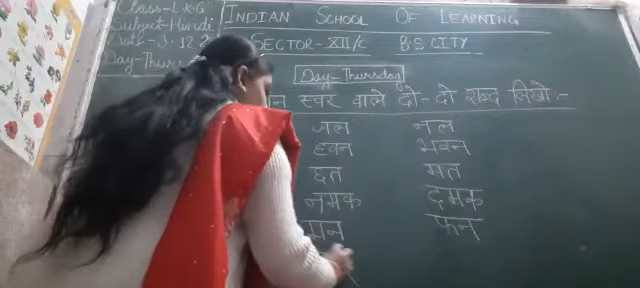 Class-L.K.G
Subject-Hindi
INDIAN SCHOOL OF LEARNING
SECTOR-XII/C B.S CITY
Day-Thursday
स्वर वाले दो-दो शब्द लिखो :-
जल नल
हवन भवन
छत मत
नमक दमक
मन फन